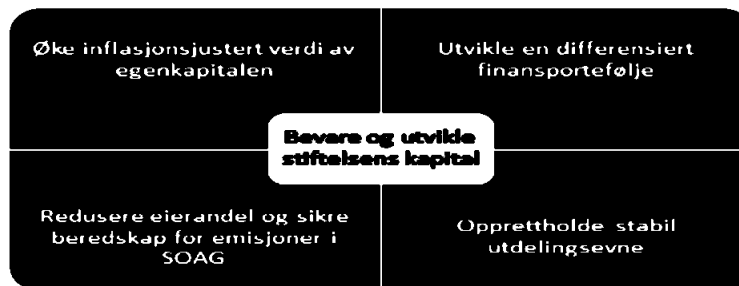 Øke inflasjonsjustert verdi av
egenkapitalen
Utvikle en differensiert
finansportefølje
Bevare og utvikle
stiftelsens kapital
Redusere eierandel og sikre
beredskap for emisjoner i
SOAG
Opprettholde stabil
utdelingsevne